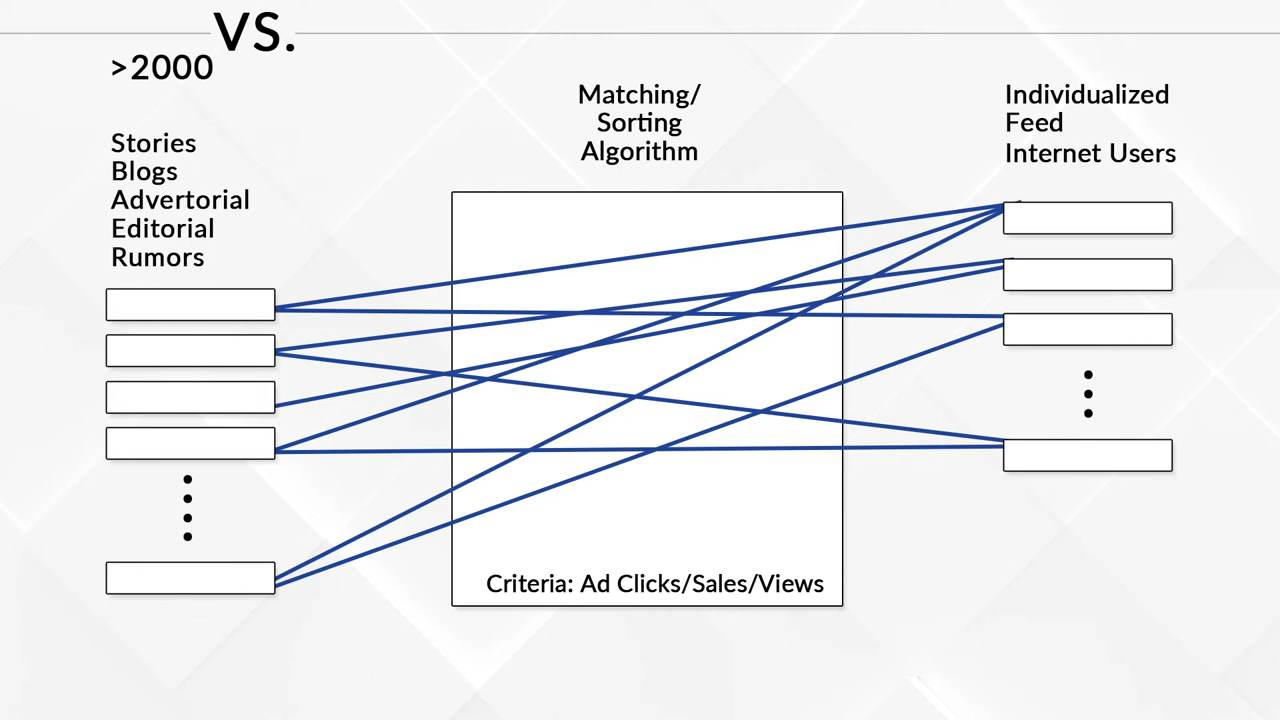 VS.
>2000
Stories
Blogs
Advertorial
Editorial
Rumors
Matching/
Sorting
Algorithm
Individualized
Feed
Internet Users
Criteria: Ad Clicks/Sales/Views